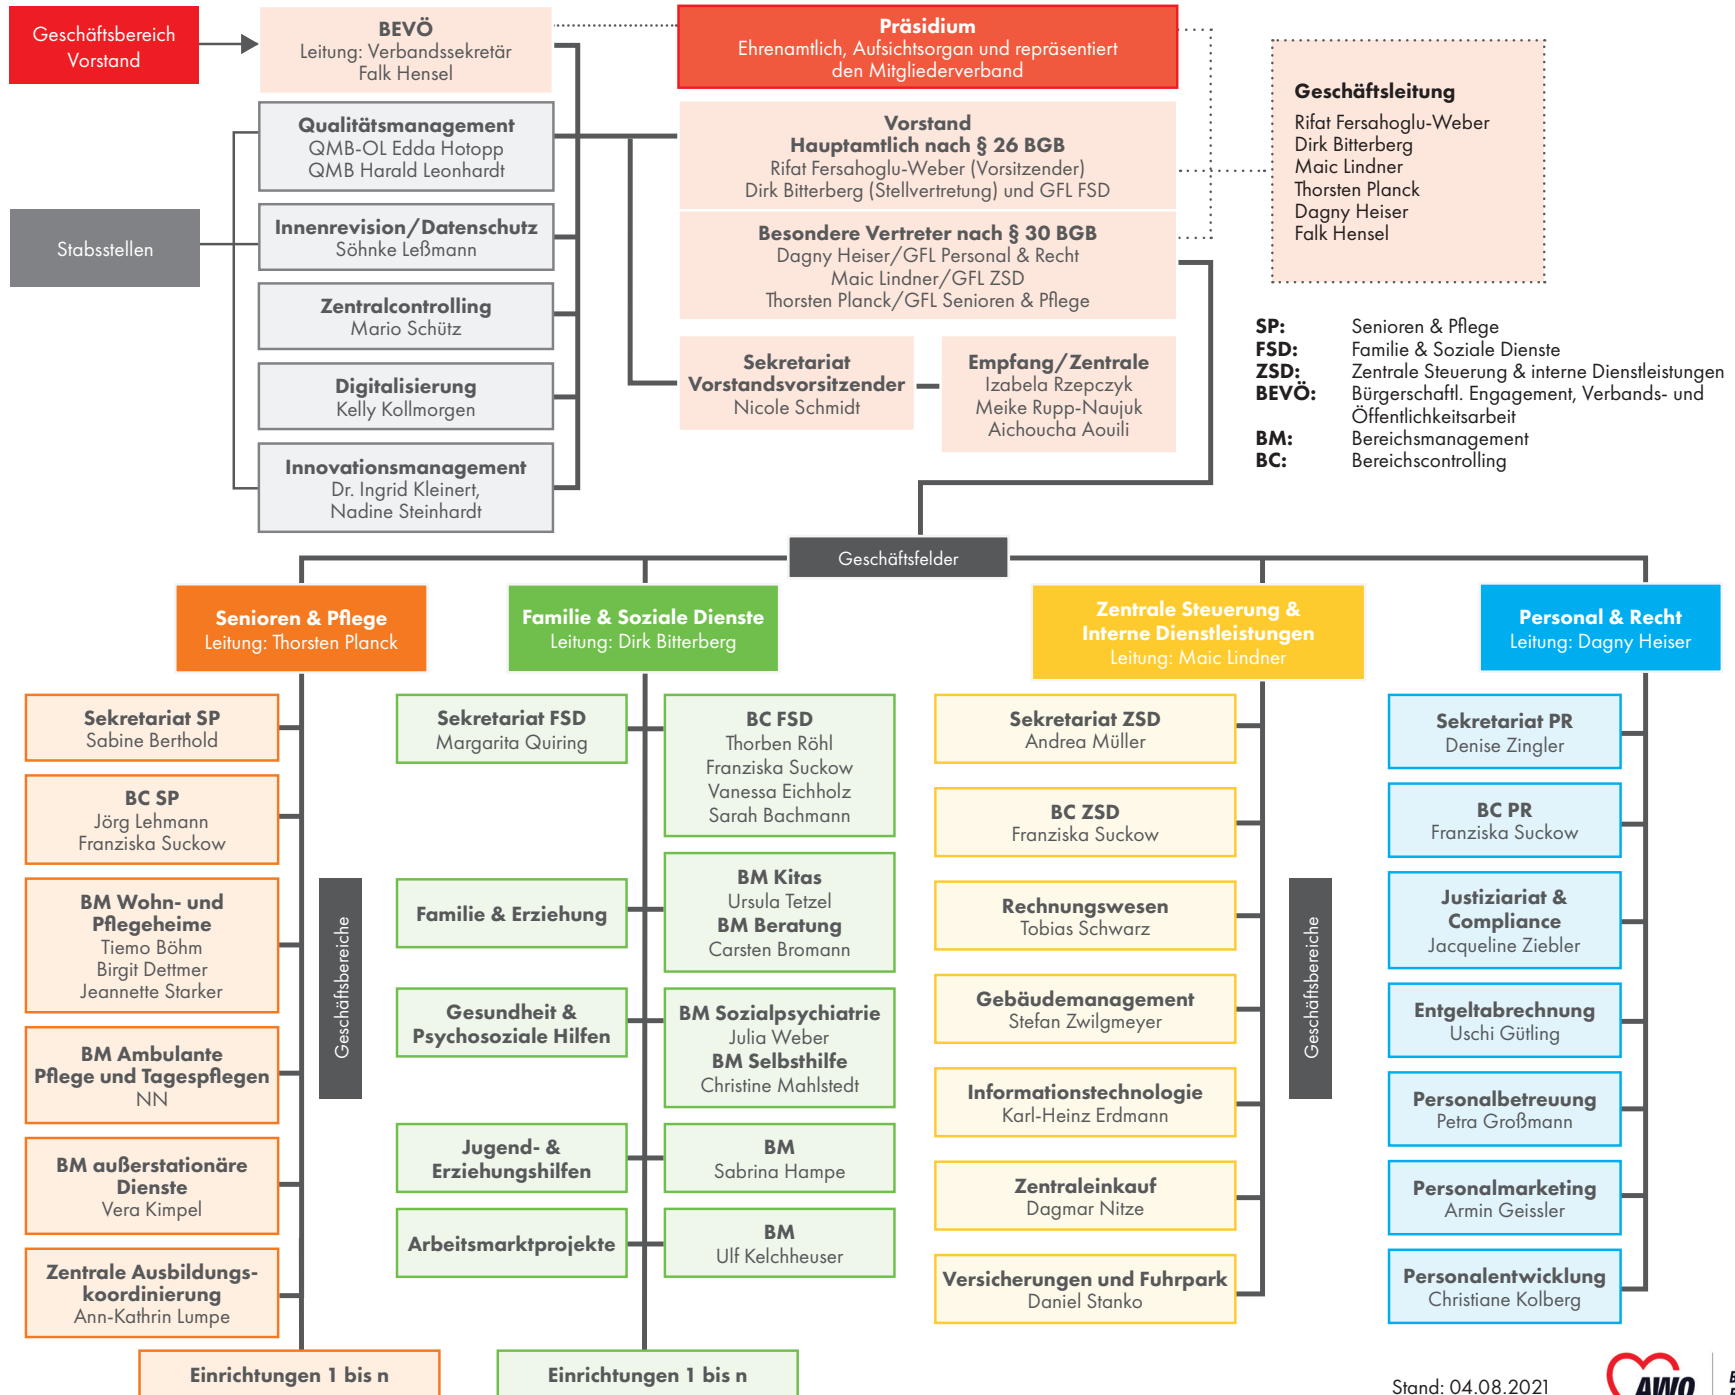 Geschäftsbereich
Vorstand
BEVÖ
Leitung: Verbandssekretär
Falk Hensel
Präsidium
Ehrenamtlich, Aufsichtsorgan und repräsentiert
den Mitgliederverband
Geschäftsleitung
Rifat Fersahoglu-Weber
Dirk Bitterberg
Maic Lindner
Thorsten Planck
Dagny Heiser
Falk Hensel
Stabsstellen
Qualitätsmanagement
QMB-OL Edda Hotopp
QMB Harald Leonhardt
Innenrevision/Datenschutz
Söhnke Leßmann
Zentralcontrolling
Mario Schütz
Digitalisierung
Kelly Kollmorgen
Innovationsmanagement
Dr. Ingrid Kleinert,
Nadine Steinhardt
Vorstand
Hauptamtlich nach § 26 BGB
Rifat Fersahoglu-Weber (Vorsitzender)
Dirk Bitterberg (Stellvertretung) und GFL FSD
Besondere Vertreter nach § 30 BGB
Dagny Heiser/GFL Personal & Recht
Maic Lindner/GFL ZSD
Thorsten Planck/GFL Senioren & Pflege
Sekretariat
Vorstandsvorsitzender
Nicole Schmidt
Empfang/Zentrale
Izabela Rzepczyk
Meike Rupp-Naujuk
Aichoucha Aouili
SP: Senioren & Pflege
FSD: Familie & Soziale Dienste
ZSD: Zentrale Steuerung & interne Dienstleistungen
BEVÖ: Bürgerschaftl. Engagement, Verbands- und
Öffentlichkeitsarbeit
BM: Bereichsmanagement
BC: Bereichscontrolling
Geschäftsfelder
Senioren & Pflege
Leitung: Thorsten Planck
Sekretariat SP
Sabine Berthold
BC SP
Jörg Lehmann
Franziska Suckow
BM Wohn- und
Pflegeheime
Tiemo Böhm
Birgit Dettmer
Jeannette Starker
BM Ambulante
Pflege und Tagespflegen
NN
BM außerstationäre
Dienste
Vera Kimpel
Zentrale Ausbildungs-
koordinierung
Ann-Kathrin Lumpe
Einrichtungen 1 bis n
Geschäftsbereiche
Familie & Soziale Dienste
Leitung: Dirk Bitterberg
Sekretariat FSD
Margarita Quiring
BC FSD
Thorben Röhl
Franziska Suckow
Vanessa Eichholz
Sarah Bachmann
Familie & Erziehung
BM Kitas
Ursula Tetzel
BM Beratung
Carsten Bromann
Gesundheit &
Psychosoziale Hilfen
BM Sozialpsychiatrie
Julia Weber
BM Selbsthilfe
Christine Mahlstedt
Jugend- &
Erziehungshilfen
BM
Sabrina Hampe
Arbeitsmarktprojekte
BM
Ulf Kelchheuser
Einrichtungen 1 bis n
Zentrale Steuerung &
Interne Dienstleistungen
Leitung: Maic Lindner
Sekretariat ZSD
Andrea Müller
BC ZSD
Franziska Suckow
Rechnungswesen
Tobias Schwarz
Gebäudemanagement
Stefan Zwilgmeyer
Informationstechnologie
Karl-Heinz Erdmann
Zentraleinkauf
Dagmar Nitze
Versicherungen und Fuhrpark
Daniel Stanko
Geschäftsbereiche
Personal & Recht
Leitung: Dagny Heiser
Sekretariat PR
Denise Zingler
BC PR
Franziska Suckow
Justiziariat &
Compliance
Jacqueline Ziebler
Entgeltabrechnung
Uschi Gütling
Personalbetreuung
Petra Großmann
Personalmarketing
Armin Geissler
Personalentwicklung
Christiane Kolberg
Stand: 04.08.2021
AWO